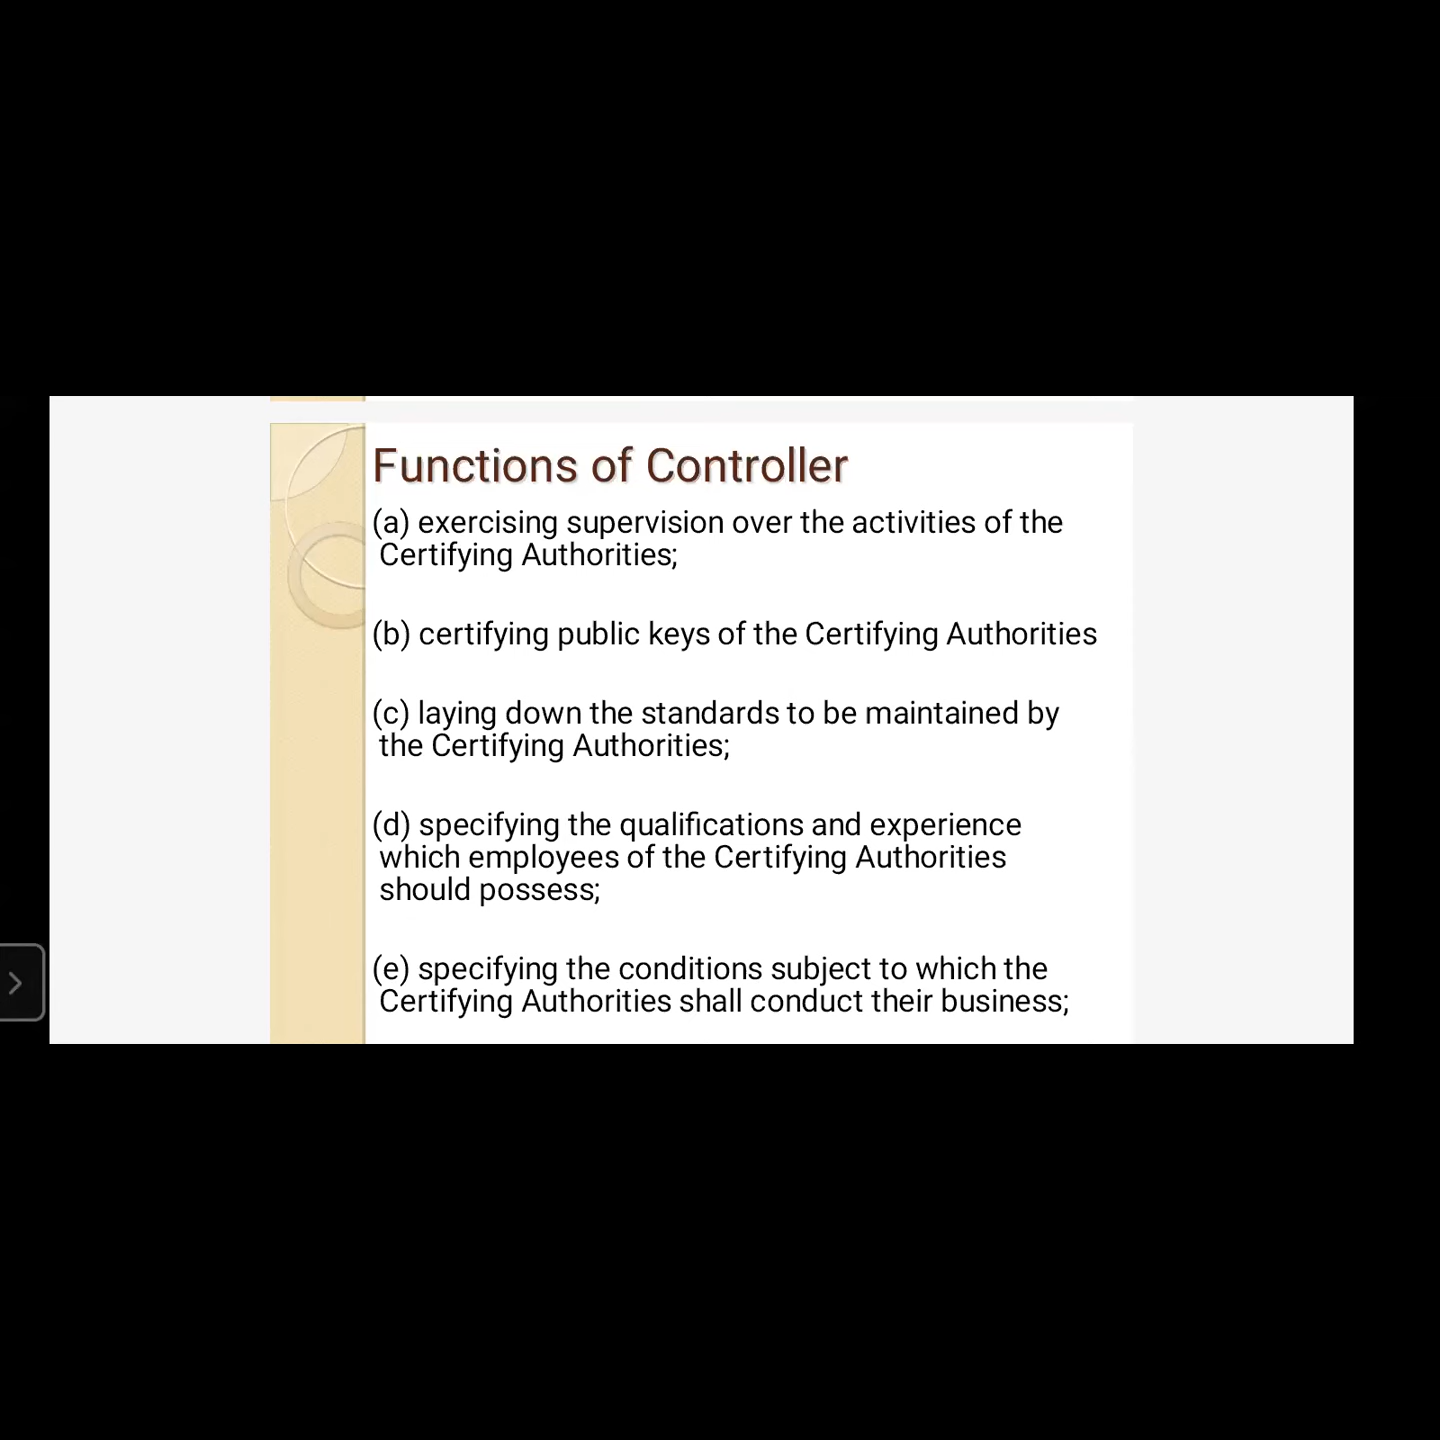 Functions of Controller
(a) exercising supervision over the activities of the
Certifying Authorities;
(b) certifying public keys of the Certifying Authorities
(c) laying down the standards to be maintained by
the Certifying Authorities;
(d) specifying the qualifications and experience
which employees of the Certifying Authorities
should possess;
(e) specifying the conditions subject to which the
Certifying Authorities shall conduct their business;